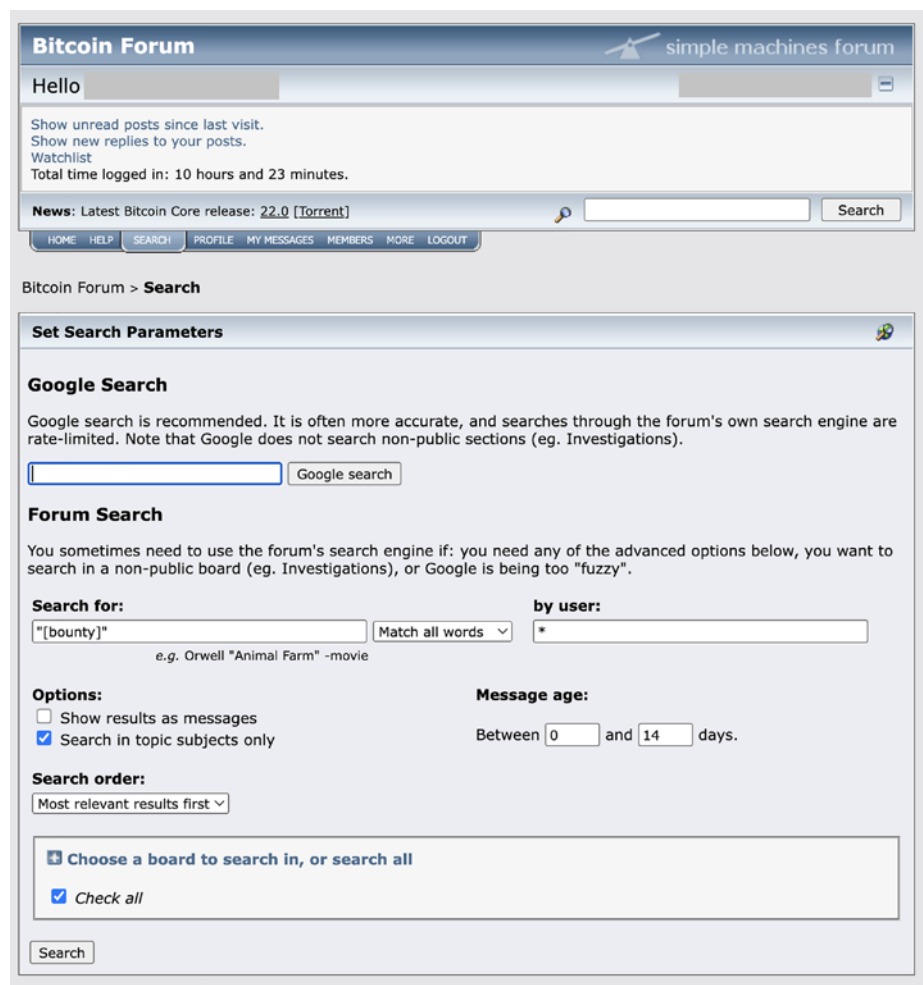 Bitcoin Forum
simple machines forum
Hello
Show unread posts since last visit.
Show new replies to your posts.
Watchlist
Total time logged in: 10 hours and 23 minutes.
News: Latest Bitcoin Core release: 22.0 [Torrent]
Search
HOME HELP SEARCH PROFILE MY MESSAGES MEMBERS MORE LOGOUT
Bitcoin Forum > Search
Set Search Parameters
Google Search
Google search is recommended. It is often more accurate, and searches through the forum's own search engine are
rate-limited. Note that Google does not search non-public sections (eg. Investigations).
Google search
Forum Search
You sometimes need to use the forum's search engine if: you need any of the advanced options below, you want to
search in a non-public board (eg. Investigations), or Google is being too "fuzzy".
Search for: by user:
"[bounty]" Match all words *
e.g. Orwell "Animal Farm" -movie
Options: Message age:
Show results as messages
Search in topic subjects only
Between 0 and 14 days.
Search order:
Most relevant results first
Choose a board to search in, or search all
Check all
Search